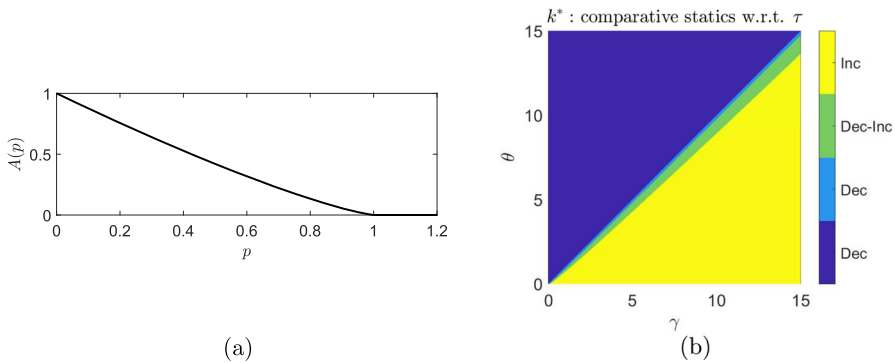 k* : comparative statics w.r.t. τ
1
0.5
0
A(p)
0
0.2
0.4
0.6
0.8
1
1.2
p
(a)
15
10
5
0
θ
0
5
10
15
γ
Inc
Dec-Inc
Dec
Dec
(b)